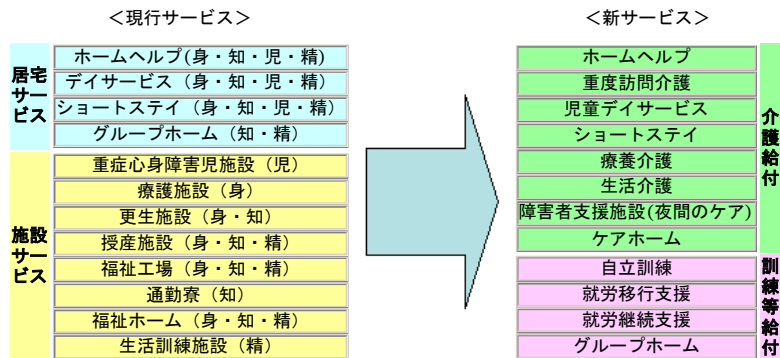 ＜現行サービス＞
居宅サービス
ホームヘルプ(身・知・児・精)
デイサービス（身・知・児・精）
ショートステイ（身・知・児・精）
グループホーム（知・精）
施設サービス
重症心身障害児施設（児）
療護施設（身）
更生施設（身・知）
授産施設（身・知・精）
福祉工場（身・知・精）
通勤寮（知）
福祉ホーム（身・知・精）
生活訓練施設（精）
＜新サービス＞
ホームヘルプ
重度訪問介護
児童デイサービス
ショートステイ
療養介護
生活介護
障害者支援施設(夜間のケア)
ケアホーム
介護給付
自立訓練
就労移行支援
就労継続支援
グループホーム
訓練等給付